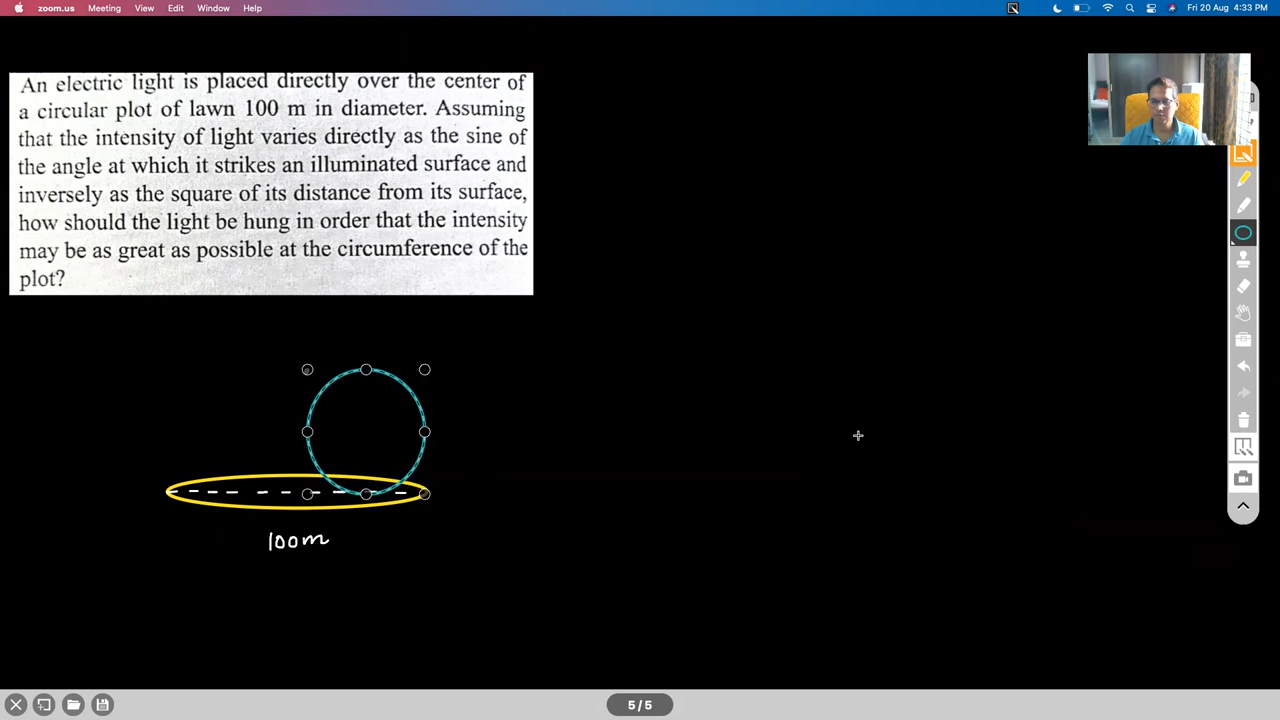 zoom.us Meeting View Edit Window Help Fri 20 Aug 4:33 PM
An electric light is placed directly over the center of
a circular plot of lawn 100 m in diameter. Assuming
that the intensity of light varies directly as the sine of
the angle at which it strikes an illuminated surface and
inversely as the square of its distance from its surface,
how should the light be hung in order that the intensity
may be as great as possible at the circumference of the
plot?
100m
5/5